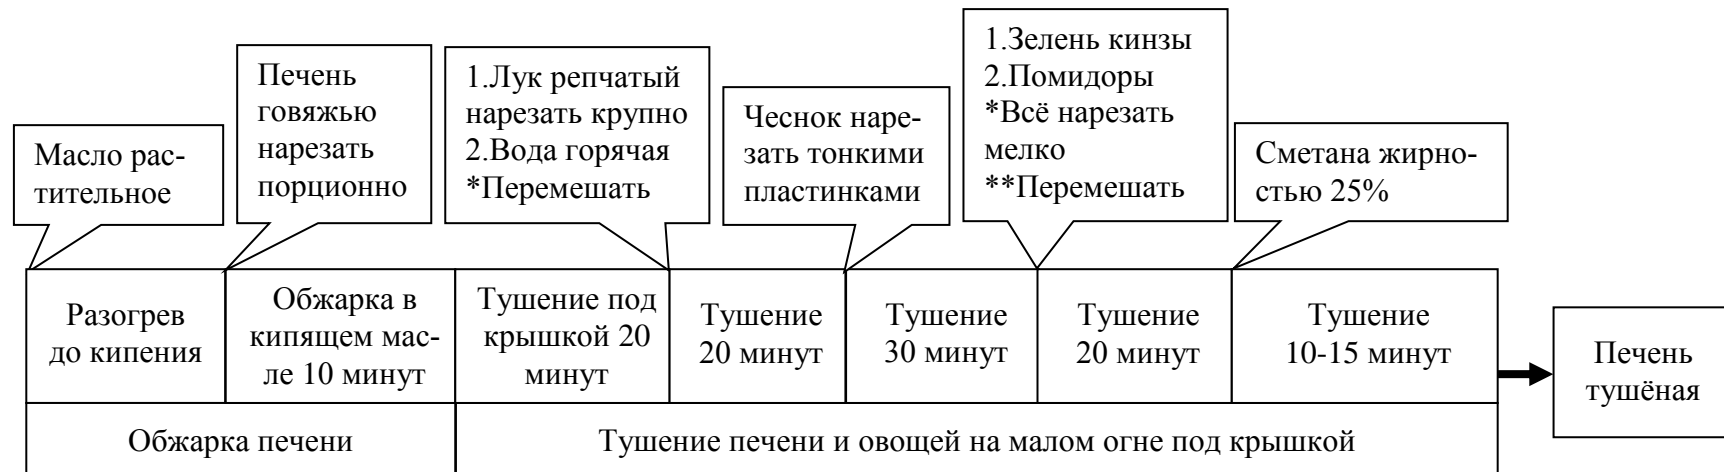 Масло рас-
тительное
Печень
говяжью
нарезать
порционно
1.Лук репчатый
нарезать крупно
2.Вода горячая
*Перемешать
Чеснок наре-
зать тонкими
пластинками
1.Зелень кинзы
2.Помидоры
*Всё нарезать
мелко
**Перемешать
Сметана жирно-
стью 25%
Разогрев
до кипения
Обжарка в
кипящем мас-
ле 10 минут
Тушение под
крышкой 20
минут
Тушение
20 минут
Тушение
30 минут
Тушение
20 минут
Тушение
10-15 минут
Печень
тушёная
Обжарка печени
Тушение печени и овощей на малом огне под крышкой